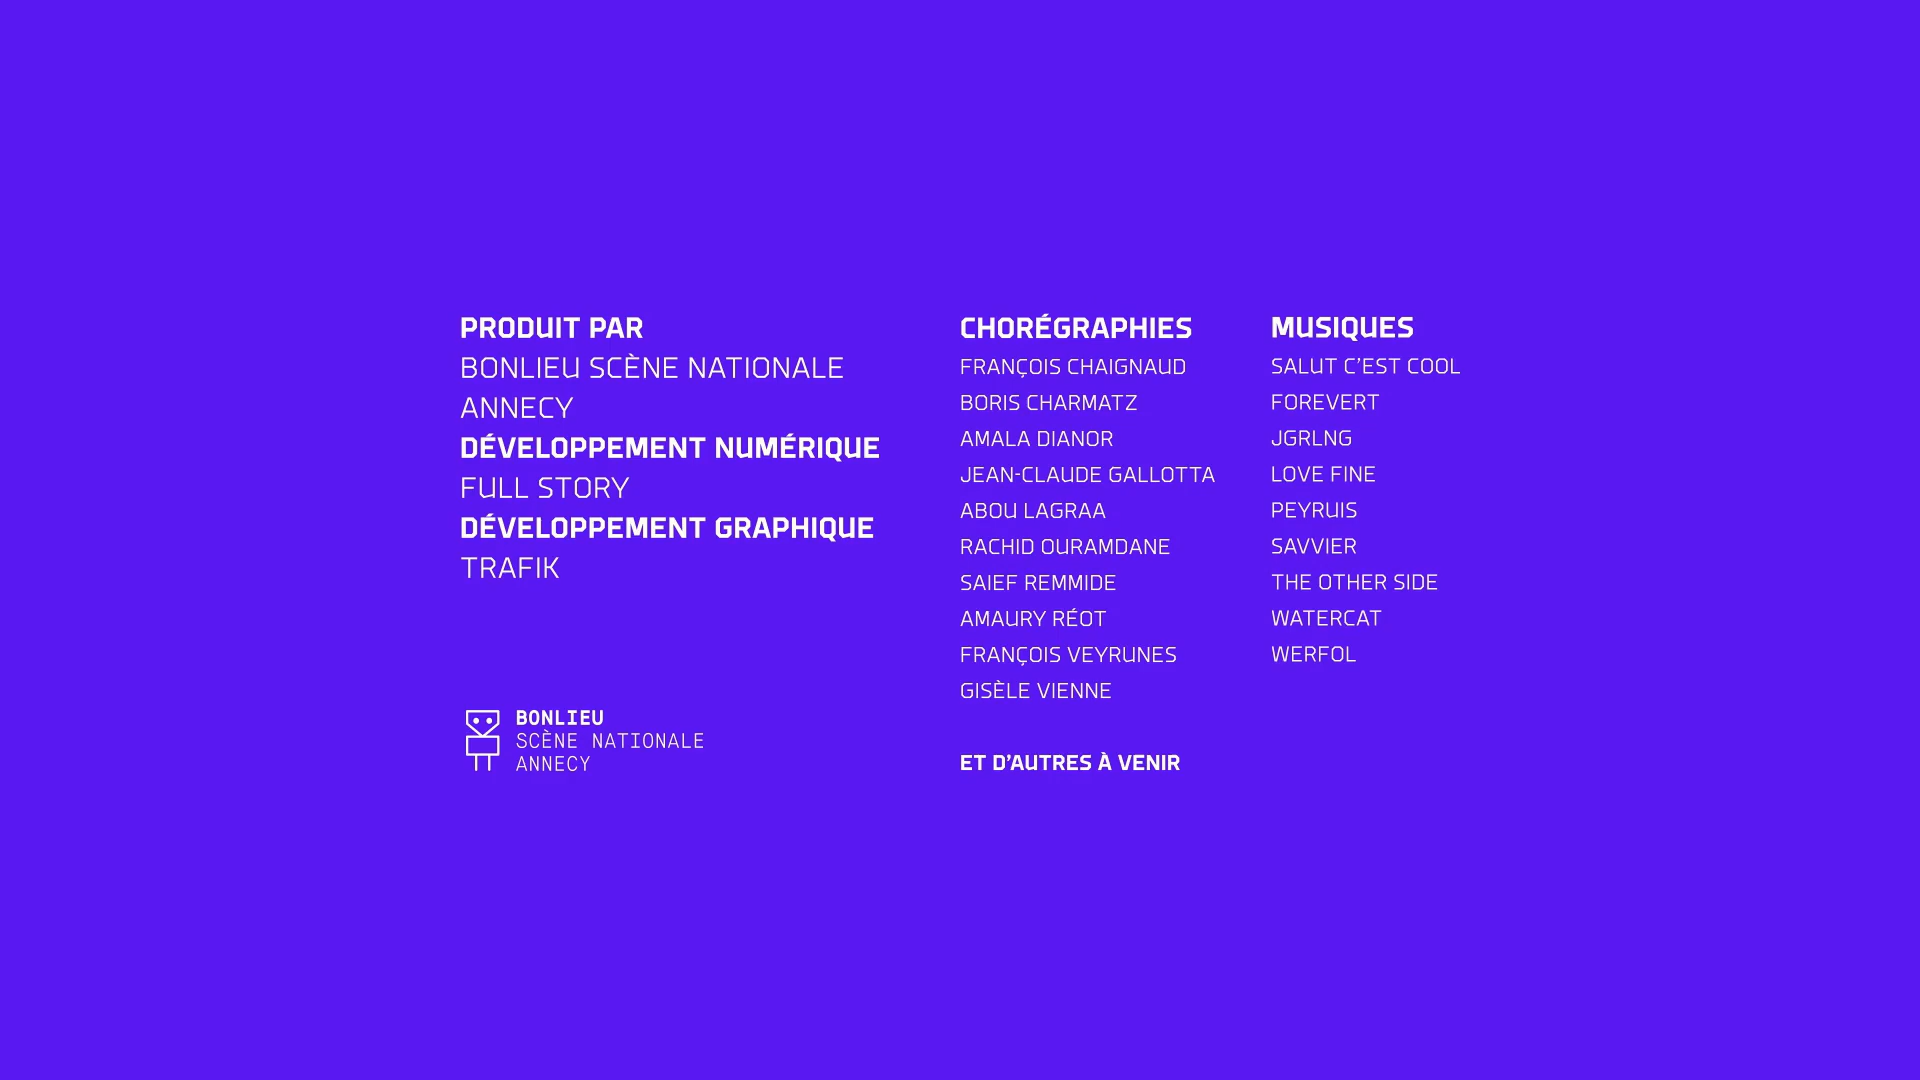 PRODUIT PAR
BONLIEU SCÈNE NATIONALE
ANNECY
DÉVELOPPEMENT NUMÉRIQUE
FULL STORY
DÉVELOPPEMENT GRAPHIQUE
TRAFIK
BONLIEU
SCÈNE NATIONALE
ANNECY
CHORÉGRAPHIES
FRANÇOIS CHAIGNAUD
BORIS CHARMATZ
AMALA DIANOR
JEAN-CLAUDE GALLOTTA
ABOU LAGRAA
RACHID OURAMDANE
SAIEF REMMIDE
AMAURY RÉOT
FRANÇOIS VEYRUNES
GISÈLE VIENNE
ET D’AUTRES À VENIR
MUSIQUES
SALUT C’EST COOL
FOREVERT
JGRLNG
LOVE FINE
PEYRUIS
SAVVIER
THE OTHER SIDE
WATERCAT
WERFOL